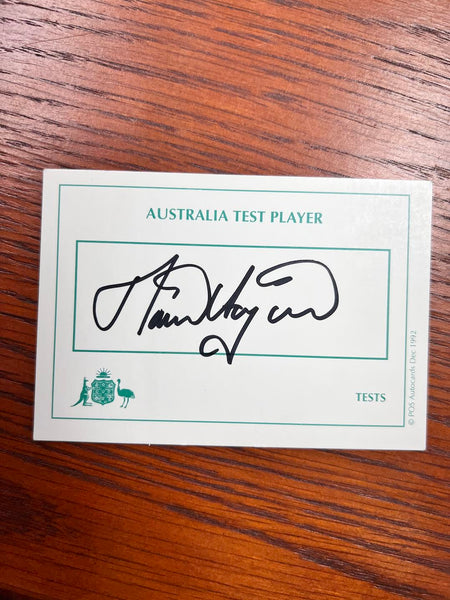 AUSTRALIA TEST PLAYER
TESTS
© POS Autocards Dec 1992